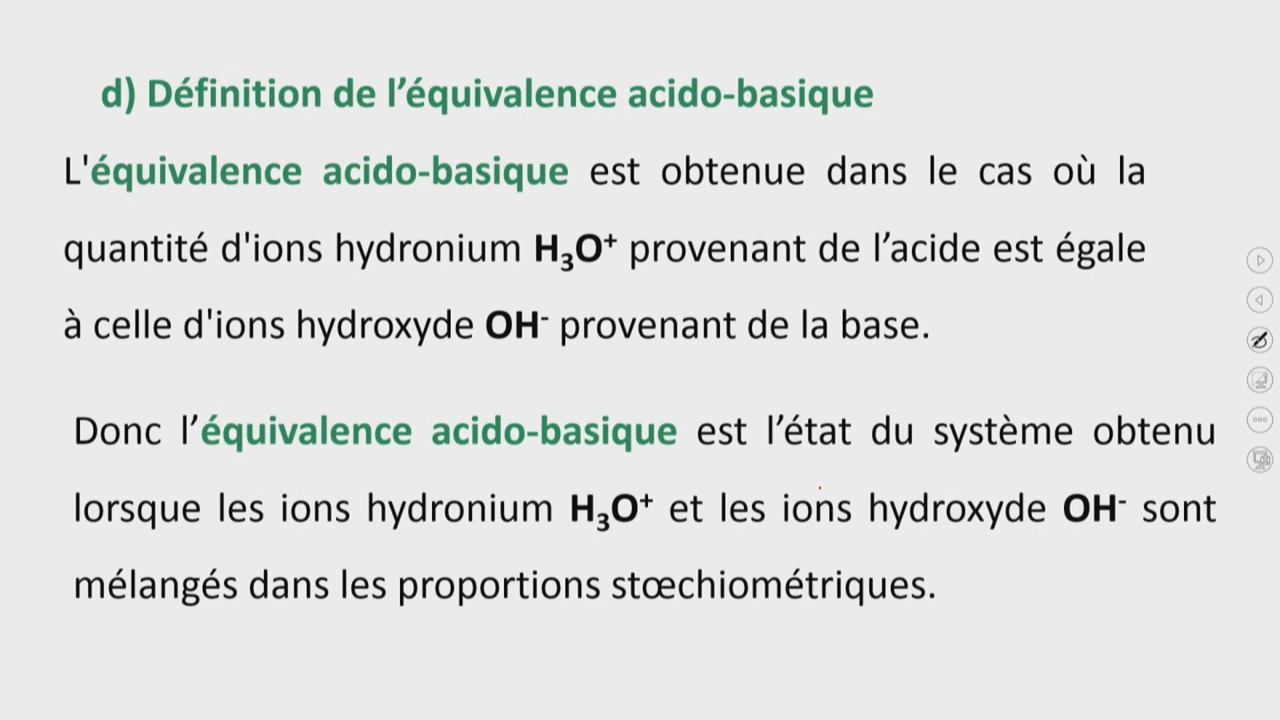 d) Définition de l’équivalence acido-basique
L'équivalence acido-basique est obtenue dans le cas où la
quantité d'ions hydronium H₃O⁺ provenant de l’acide est égale
à celle d'ions hydroxyde OH⁻ provenant de la base.
Donc l’équivalence acido-basique est l’état du système obtenu
lorsque les ions hydronium H₃O⁺ et les ions hydroxyde OH⁻ sont
mélangés dans les proportions stœchiométriques.